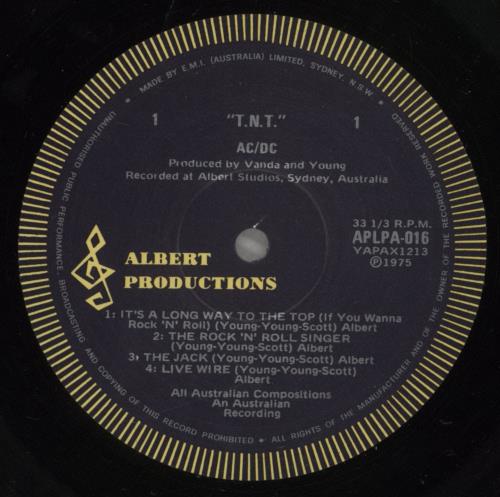 MADE BY E.M.I. (AUSTRALIA) LIMITED, SYDNEY, N.S.W.
1 "T.N.T." 1
AC/DC
Produced by Vanda and Young
Recorded at Albert Studios, Sydney, Australia
33 1/3 R.P.M.
APLPA-016
YAPAX1213
Ⓟ1975
ALBERT
PRODUCTIONS
1: IT'S A LONG WAY TO THE TOP (If You Wanna
Rock 'N' Roll) (Young-Young-Scott) Albert
2: THE ROCK 'N' ROLL SINGER
(Young-Young-Scott) Albert
3: THE JACK (Young-Young-Scott) Albert
4: LIVE WIRE (Young-Young-Scott)
Albert
All Australian Compositions
An Australian
Recording
UNAUTHORISED PUBLIC PERFORMANCE, BROADCASTING AND COPYING OF THIS RECORD PROHIBITED • ALL RIGHTS OF THE MANUFACTURER AND OF THE OWNER OF THE RECORDED WORK RESERVED